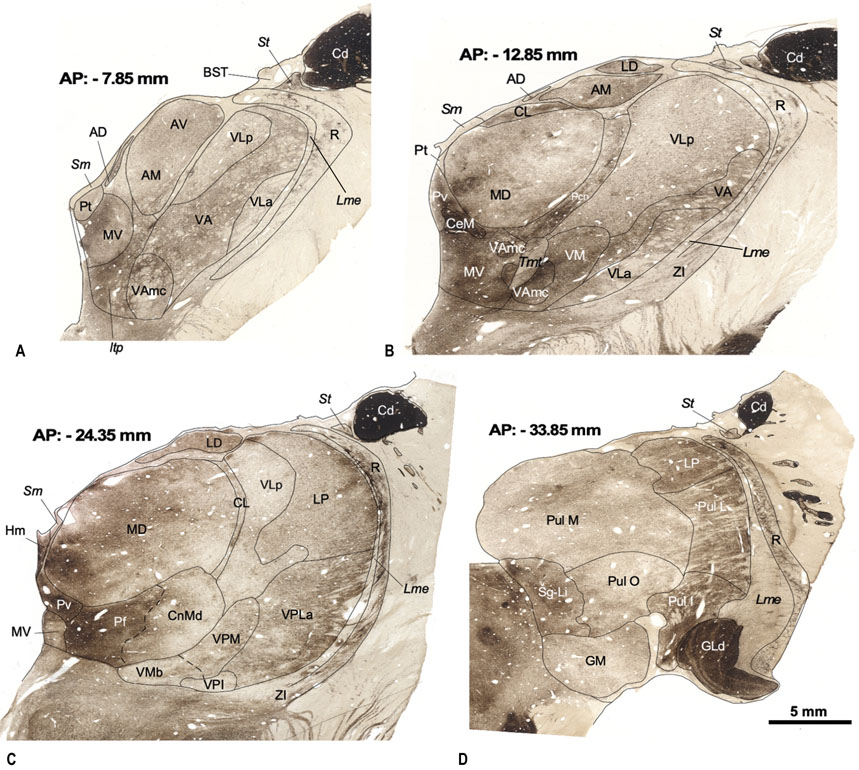 AP: - 7.85 mm
BST
St
Cd
AD
Sm
Pt
AV
AM
MV
VLp
VA
VLa
VAmc
R
Lme
Itp
A
AP: - 12.85 mm
St
Cd
LD
AD
AM
Sm
CL
R
Pt
VLp
MD
Pv
Pcn
VA
CeM
VAmc
Tmt
VM
Lme
MV
VLa
ZI
VAmc
B
AP: - 24.35 mm
St
Cd
LD
R
Sm
CL
VLp
LP
Hm
MD
Lme
Pv
Pf
CnMd
VPLa
MV
VPM
VMb
VPI
ZI
C
AP: - 33.85 mm
St
Cd
LP
Pul L
Pul M
R
Sg-Li
Pul O
Pul I
Lme
GM
GLd
5 mm
D